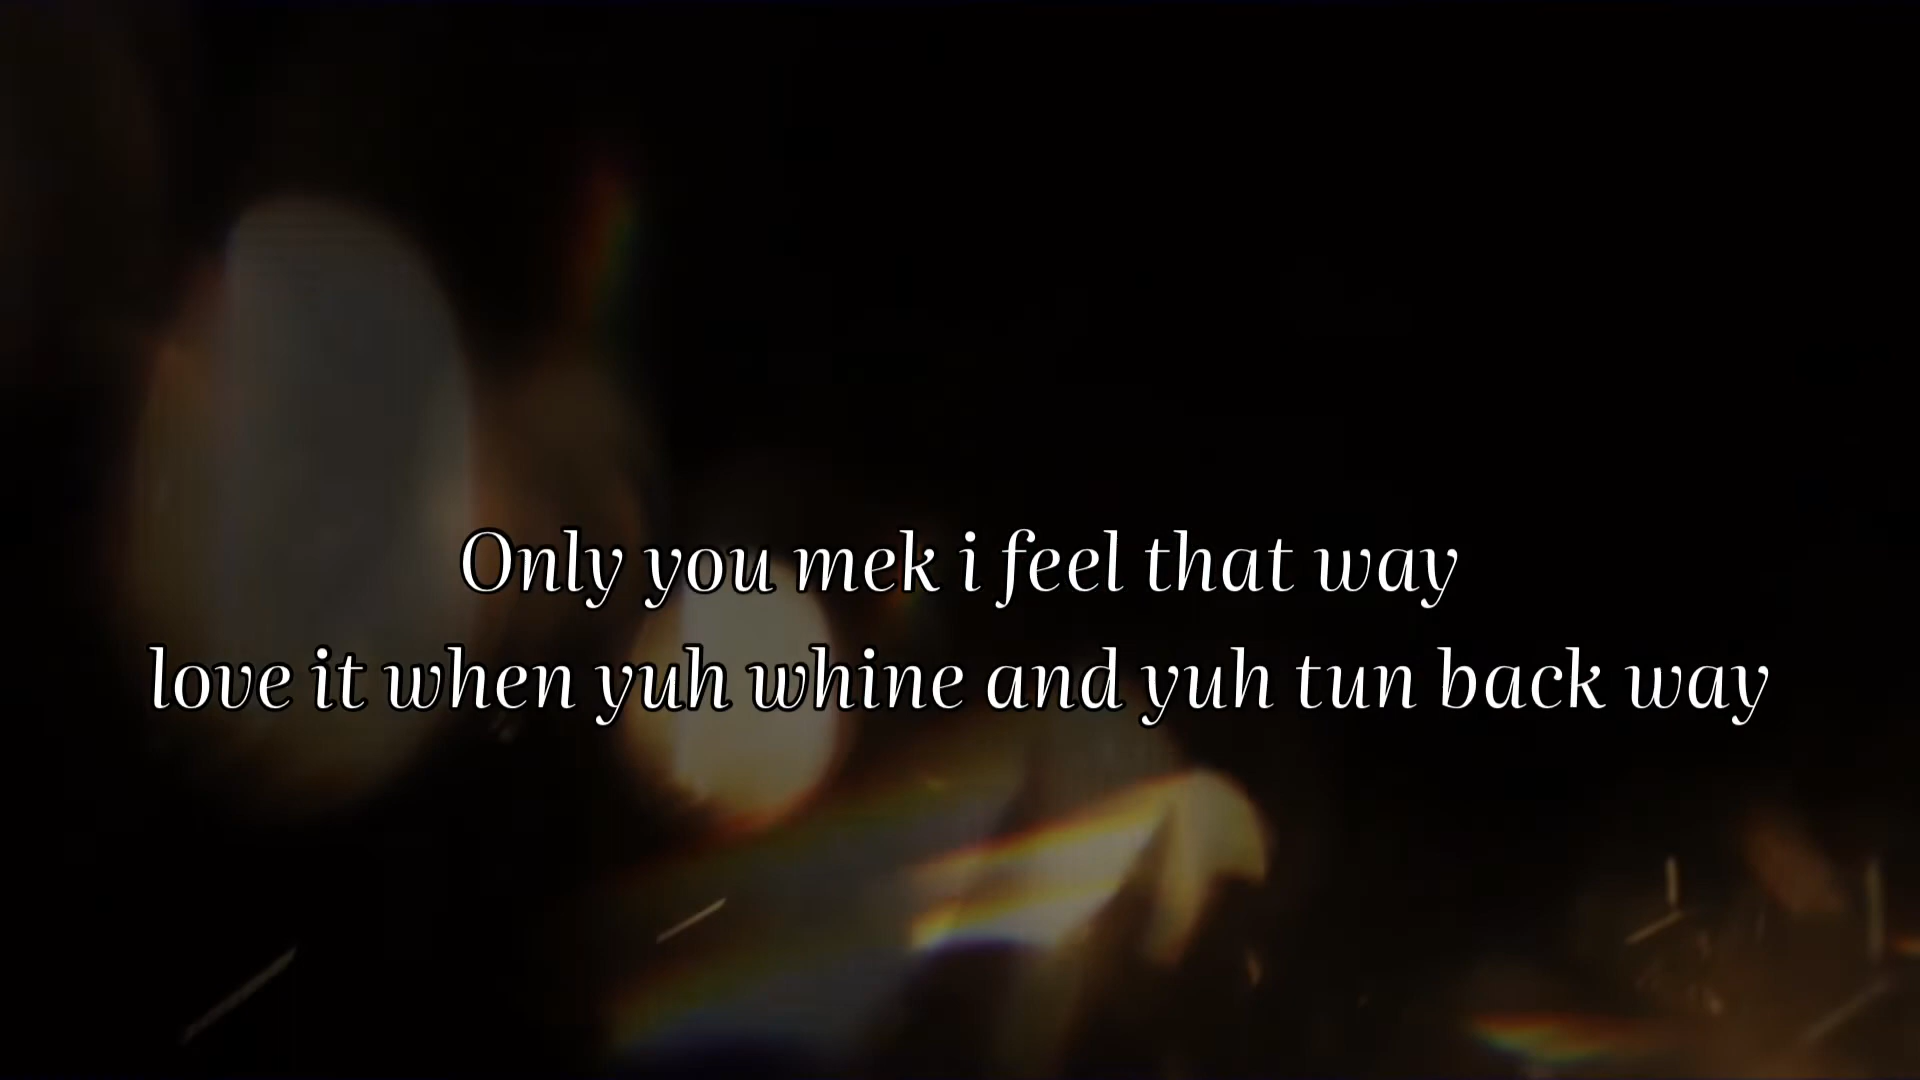 Only you mek i feel that way
love it when yuh whine and yuh tun back way